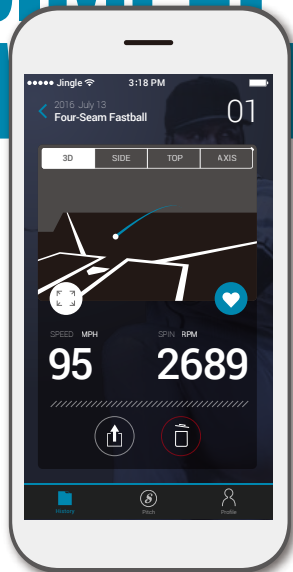 Jingle 3:18 PM
2016 July 13
Four-Seam Fastball
01
3D SIDE TOP AXIS
SPEED MPH SPIN RPM
95 2689
History Pitch Profile